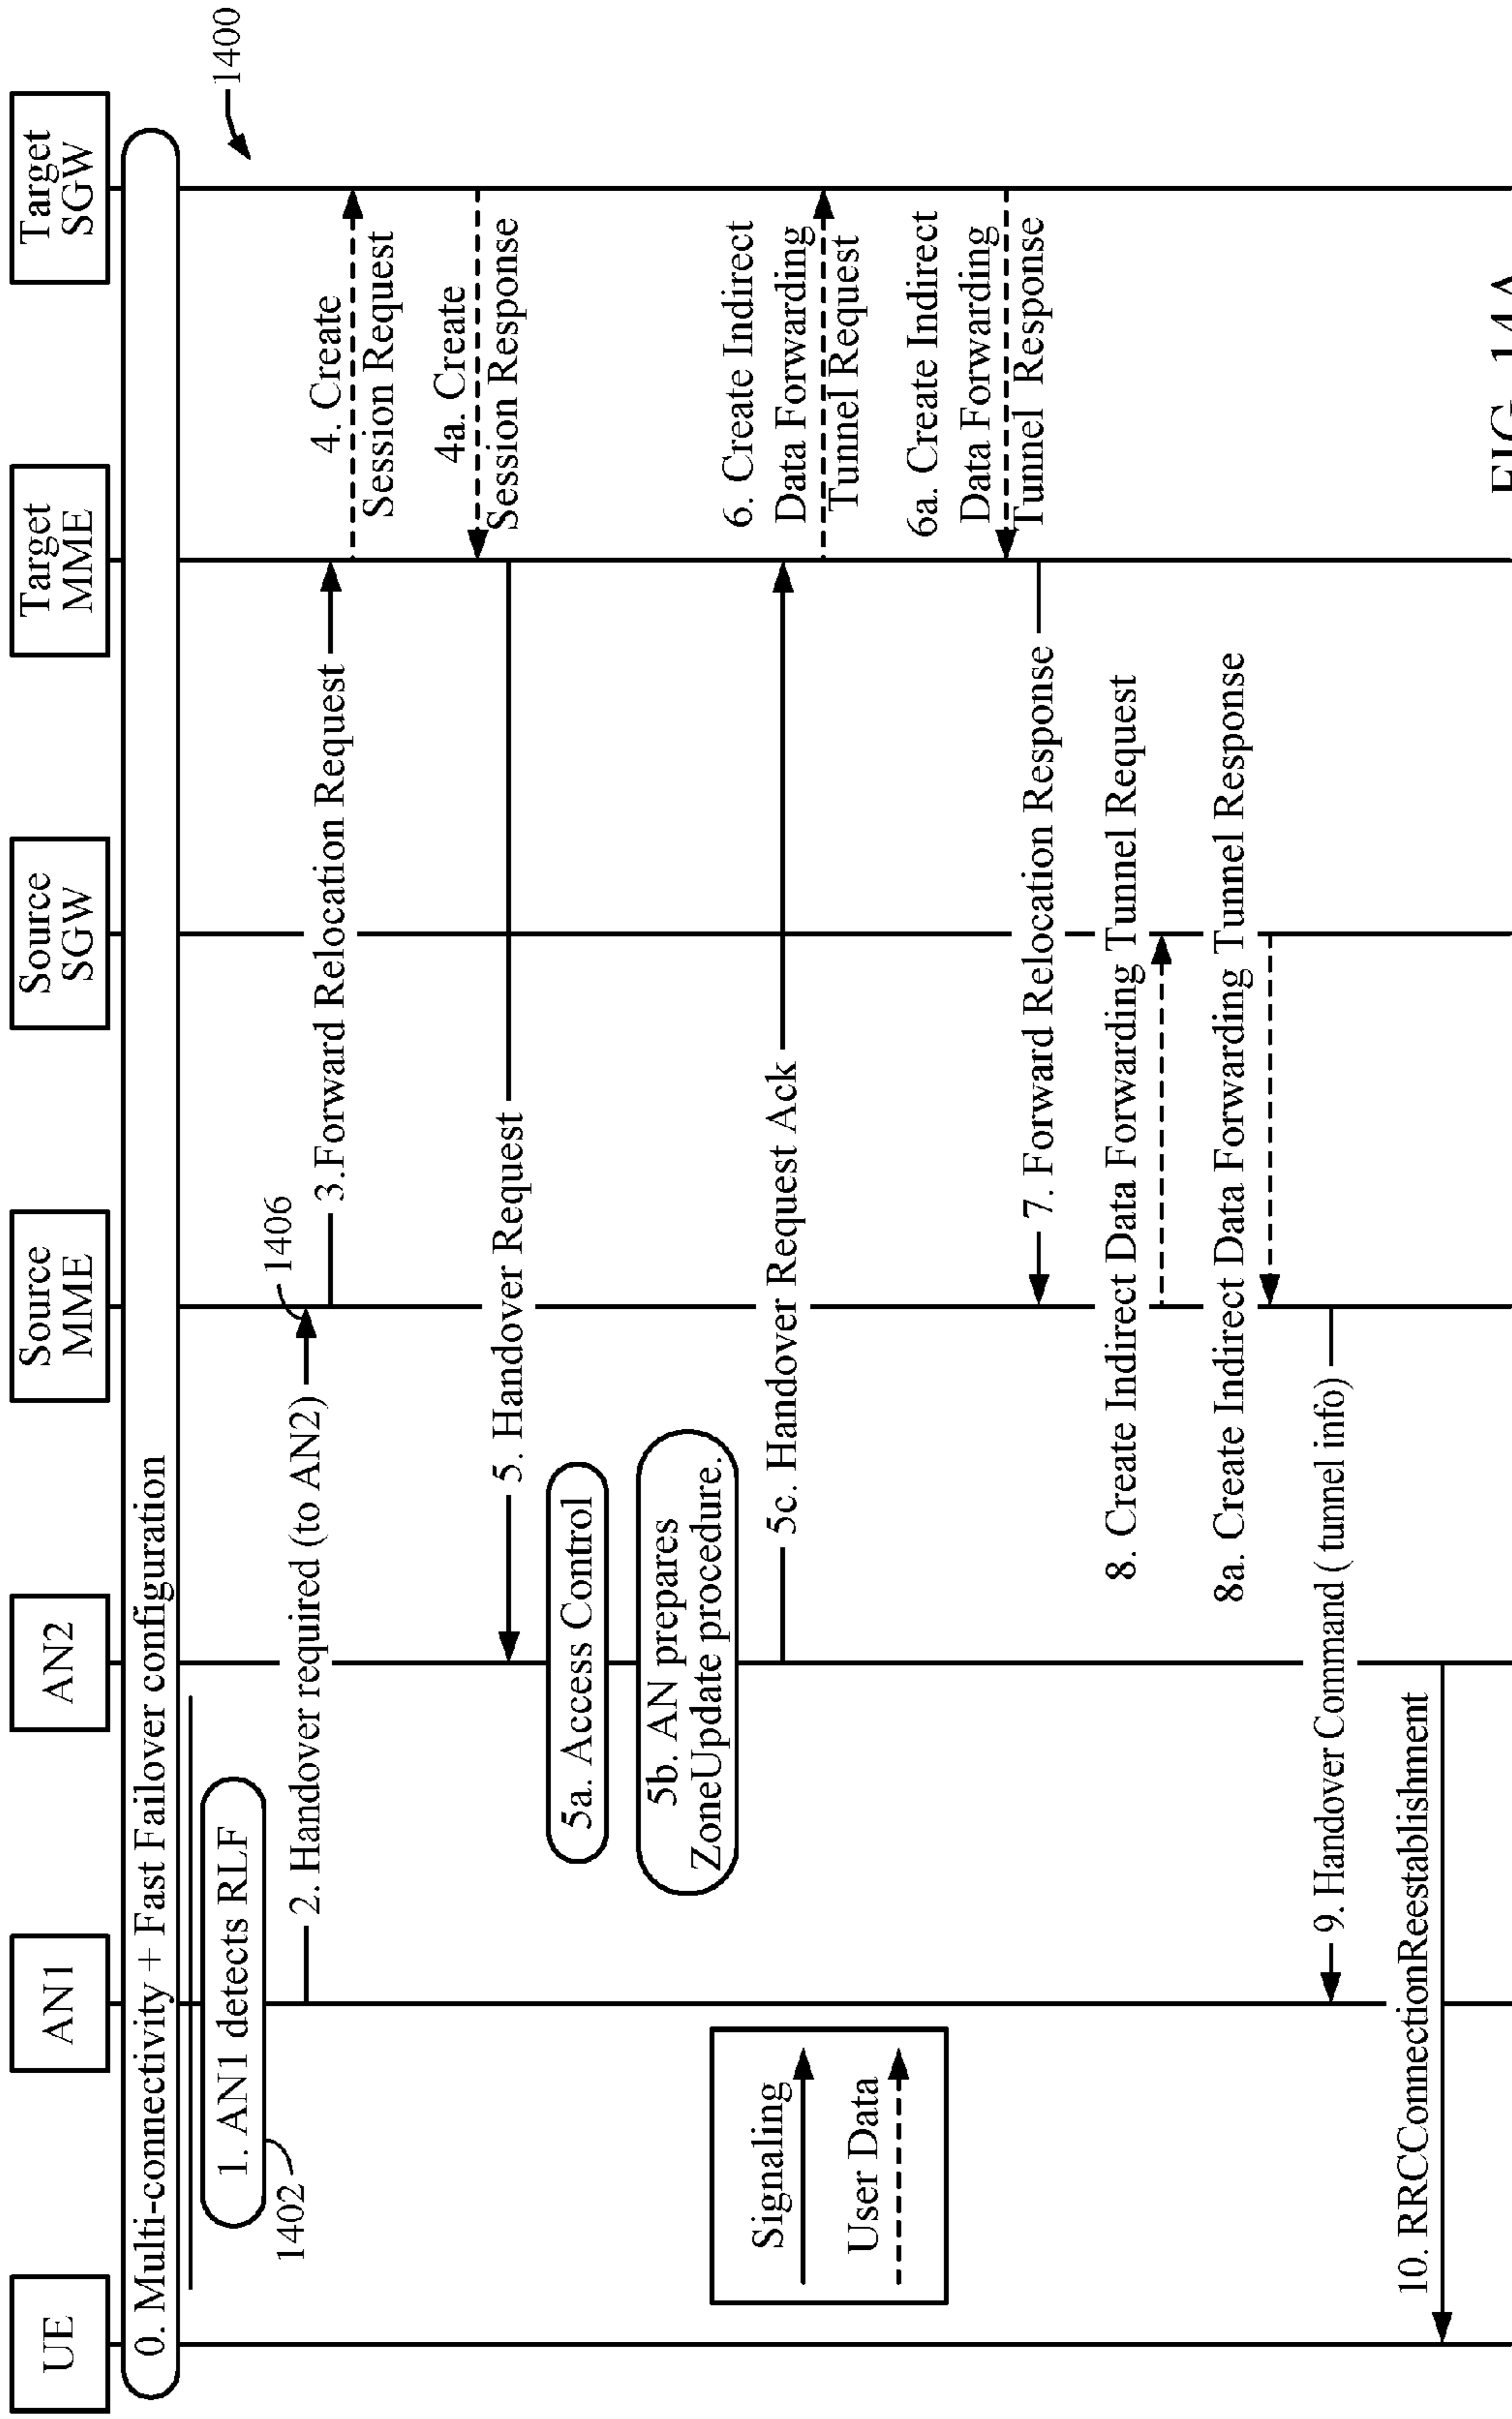 UE
AN1
AN2
Source
MME
Source
SGW
Target
MME
Target
SGW
0. Multi-connectivity + Fast Failover configuration
1400
1. AN1 detects RLF
1402
2. Handover required (to AN2)
1406
3.Forward Relocation Request
4. Create
Session Request
4a. Create
Session Response
5. Handover Request
5a. Access Control
5b. AN prepares
ZoneUpdate procedure.
5c. Handover Request Ack
6. Create Indirect
Data Forwarding
Tunnel Request
6a. Create Indirect
Data Forwarding
Tunnel Response
7. Forward Relocation Response
8. Create Indirect Data Forwarding Tunnel Request
8a. Create Indirect Data Forwarding Tunnel Response
9. Handover Command ( tunnel info)
10. RRCConnectionReestablishment
Signaling
User Data
FIG. 14A